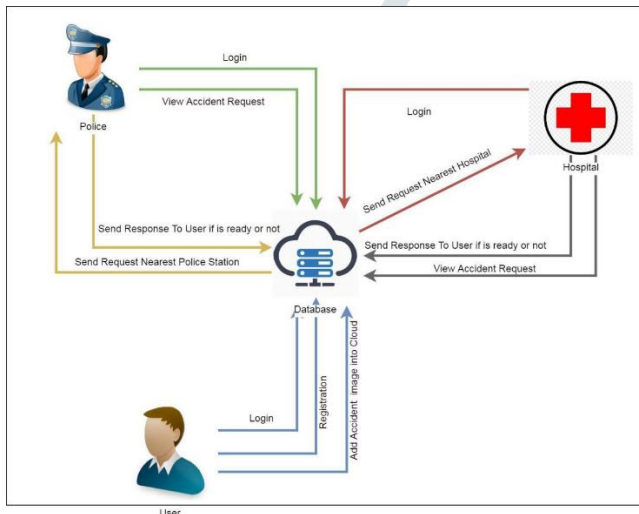 Login
View Accident Request
Police
Login
Send Request Nearest Hospital
Hospital
Send Response To User if is ready or not
Send Request Nearest Police Station
Send Response To User if is ready or not
View Accident Request
Database
Login
Registration
Add Accident image into Cloud
User